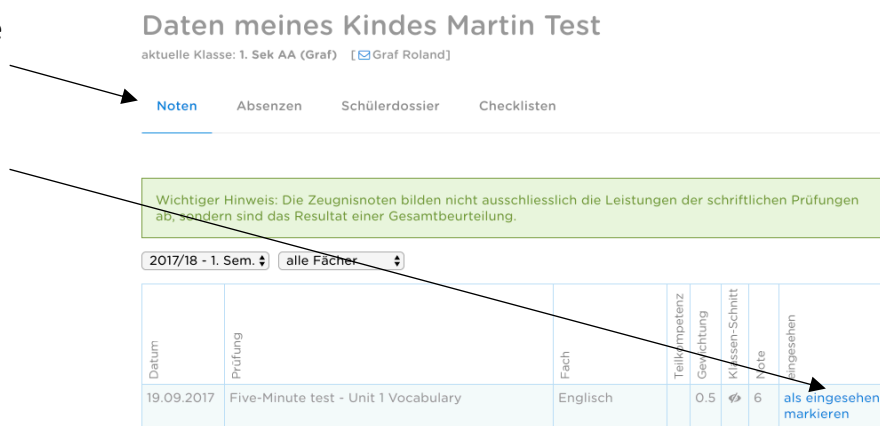 Daten meines Kindes Martin Test
aktuelle Klasse: 1. Sek AA (Graf) [Graf Roland]
Noten Absenzen Schülerdossier Checklisten
Wichtiger Hinweis: Die Zeugnisnoten bilden nicht ausschliesslich die Leistungen der schriftlichen Prüfungen
ab, sondern sind das Resultat einer Gesamtbeurteilung.
2017/18 - 1. Sem. alle Fächer
Datum Prüfung Fach Teilkompetenz Gewichtung Klassen-Schnitt Note eingesehen
19.09.2017 Five-Minute test - Unit 1 Vocabulary Englisch 0.5 6 als eingesehen
markieren